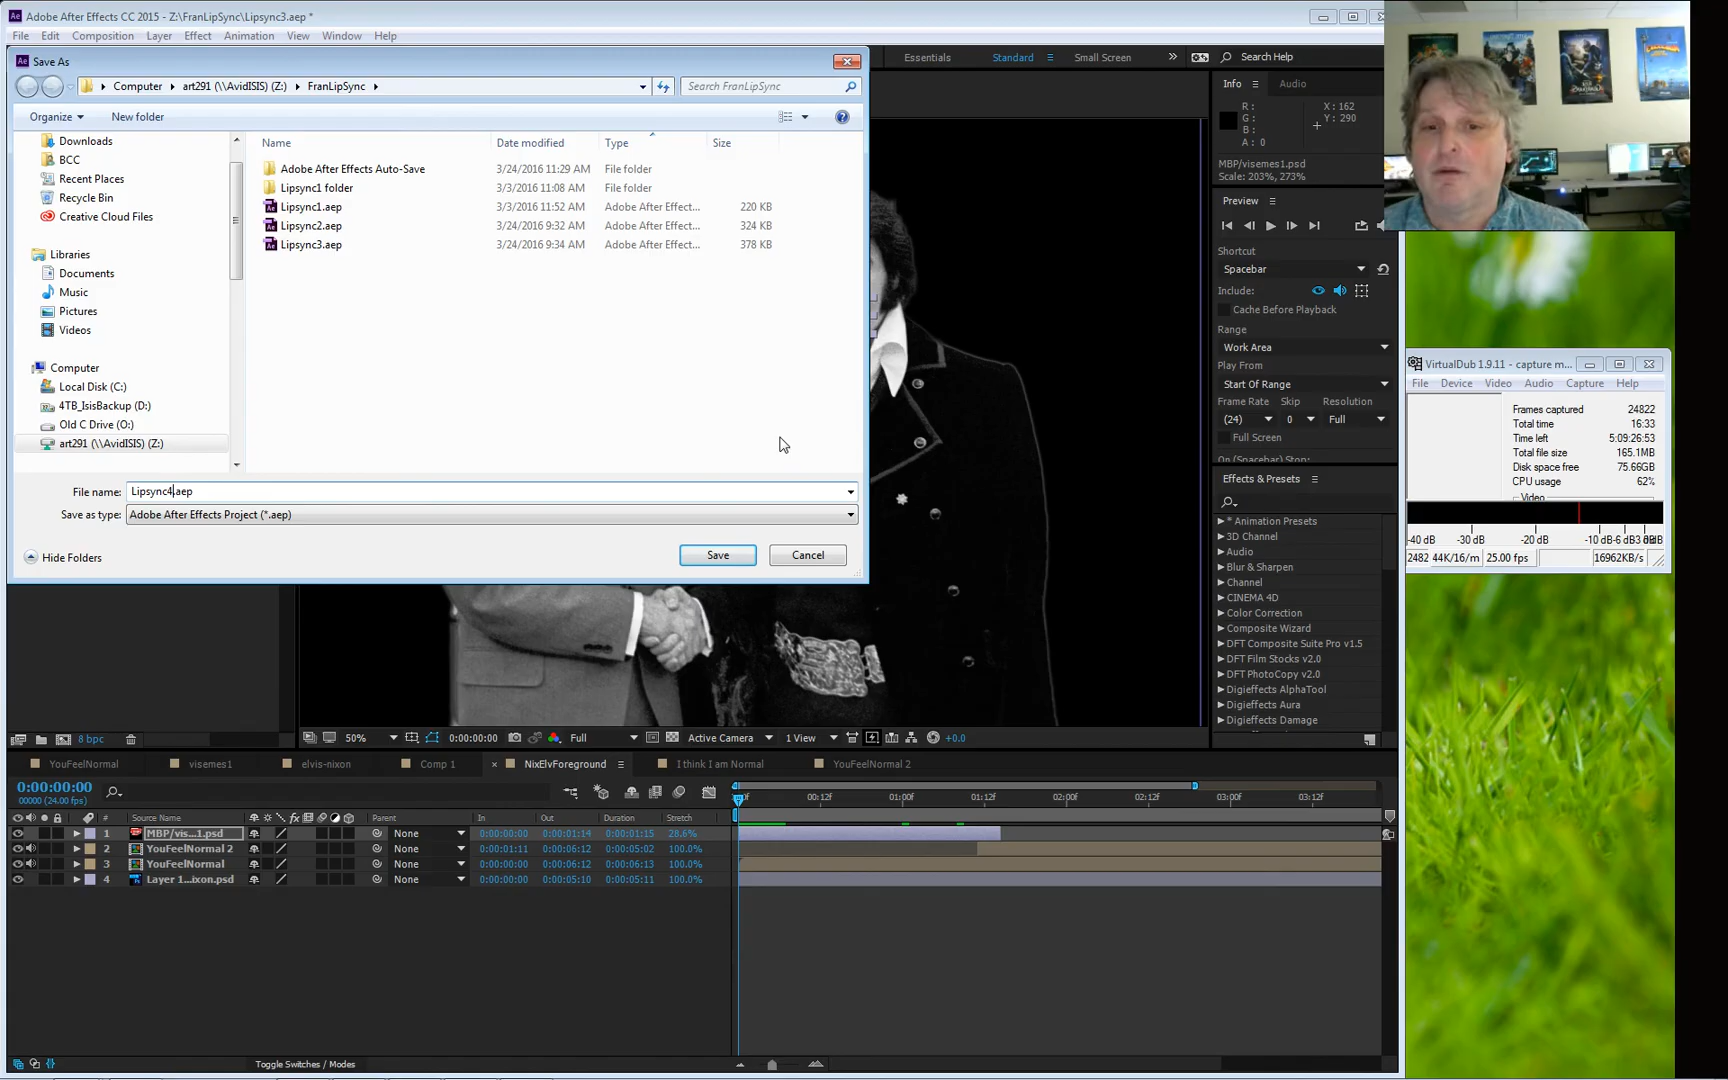 Adobe After Effects CC 2015 - Z:\FranLipSync\Lipsync3.aep *
File Edit Composition Layer Effect Animation View Window Help
Save As
Computer art291 (\\AvidISIS) (Z:) FranLipSync
Search FranLipSync
Organize New folder
Name Date modified Type Size
Downloads
BCC
Recent Places
Recycle Bin
Creative Cloud Files
Libraries
Documents
Music
Pictures
Videos
Computer
Local Disk (C:)
4TB_IsisBackup (D:)
Old C Drive (O:)
art291 (\\AvidISIS) (Z:)
Adobe After Effects Auto-Save 3/24/2016 11:29 AM File folder
Lipsync1 folder 3/3/2016 11:08 AM File folder
Lipsync1.aep 3/3/2016 11:52 AM Adobe After Effect... 220 KB
Lipsync2.aep 3/24/2016 9:32 AM Adobe After Effect... 324 KB
Lipsync3.aep 3/24/2016 9:34 AM Adobe After Effect... 378 KB
File name: Lipsync4.aep
Save as type: Adobe After Effects Project (*.aep)
Hide Folders Save Cancel
Essentials Standard Small Screen Search Help
Info Audio
R: X: 162
G: Y: 290
B:
A: 0
MBP/visemes1.psd
Scale: 203%, 273%
Preview
Shortcut
Spacebar
Include:
Cache Before Playback
Range
Work Area
Play From
Start Of Range
Frame Rate Skip Resolution
(24) 0 Full
Full Screen
On (Spacebar) Stop:
Effects & Presets
* Animation Presets
3D Channel
Audio
Blur & Sharpen
Channel
CINEMA 4D
Color Correction
Composite Wizard
DFT Composite Suite Pro v1.5
DFT Film Stocks v2.0
DFT PhotoCopy v2.0
Digieffects AlphaTool
Digieffects Aura
Digieffects Damage
VirtualDub 1.9.11 - capture m...
File Device Video Audio Capture Help
Frames captured 24822
Total time 16:33
Time left 5:09:26:53
Total file size 165.1MB
Disk space free 75.66GB
CPU usage 62%
Video
-40 dB -30 dB -20 dB
2482 44K/16/m 25.00 fps 16962KB/s
8 bpc
50% 0:00:00:00 Full Active Camera 1 View +0.0
YouFeelNormal visemes1 elvis-nixon Comp 1 NixElvForeground I think I am Normal YouFeelNormal 2
0:00:00:00
00000 (24.00 fps)
00:12f 01:00f 01:12f 02:00f 02:12f 03:00f 03:12f
# Source Name Parent In Out Duration Stretch
1 MBP/vis...1.psd None 0:00:00:00 0:00:01:14 0:00:01:15 28.6%
2 YouFeelNormal 2 None 0:00:01:11 0:00:06:12 0:00:05:02 100.0%
3 YouFeelNormal None 0:00:00:00 0:00:06:12 0:00:06:13 100.0%
4 Layer 1...ixon.psd None 0:00:00:00 0:00:05:10 0:00:05:11 100.0%
Toggle Switches / Modes